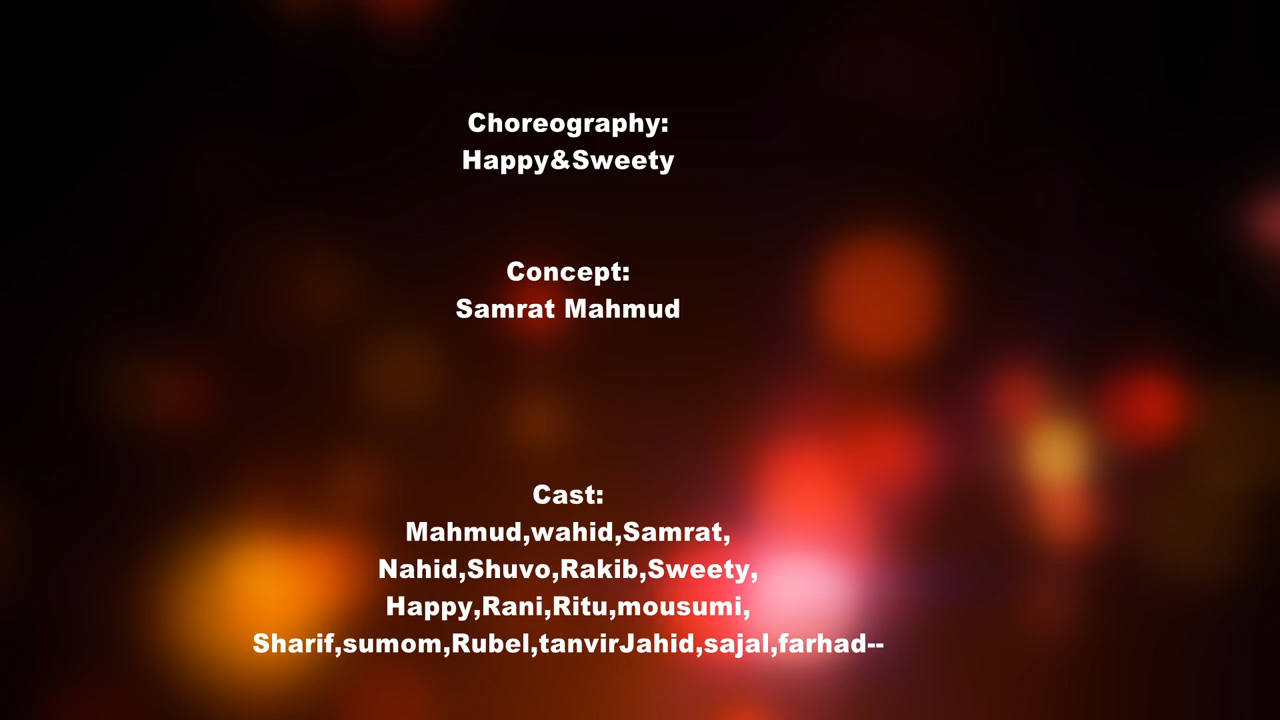 Choreography:
Happy&Sweety
Concept:
Samrat Mahmud
Cast:
Mahmud,wahid,Samrat,
Nahid,Shuvo,Rakib,Sweety,
Happy,Rani,Ritu,mousumi,
Sharif,sumom,Rubel,tanvirJahid,sajal,farhad--